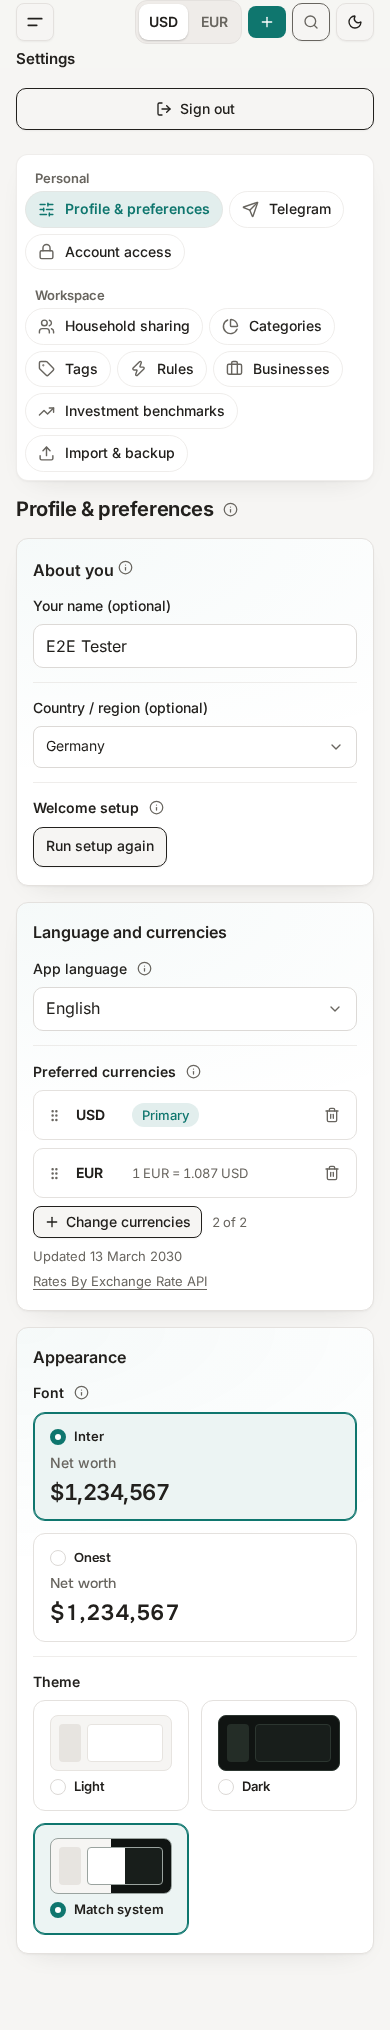 USD EUR
Settings
Sign out
Personal
Profile & preferences Telegram
Account access
Workspace
Household sharing Categories
Tags Rules Businesses
Investment benchmarks
Import & backup
Profile & preferences
About you
Your name (optional)
E2E Tester
Country / region (optional)
Germany
Welcome setup
Run setup again
Language and currencies
App language
English
Preferred currencies
USD Primary
EUR 1 EUR = 1.087 USD
Change currencies 2 of 2
Updated 13 March 2030
Rates By Exchange Rate API
Appearance
Font
Inter
Net worth
$1,234,567
Onest
Net worth
$1,234,567
Theme
Light Dark
Match system